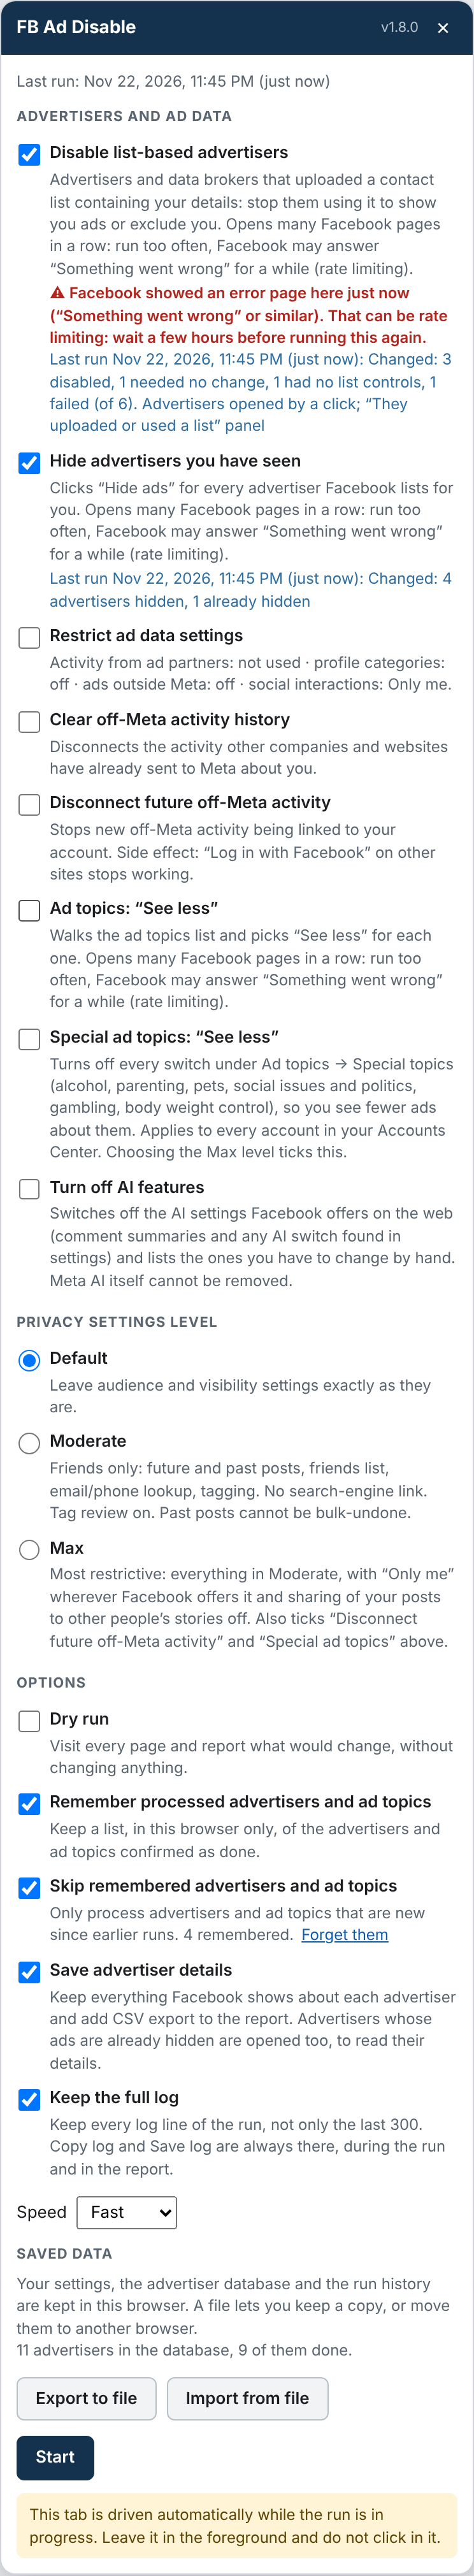 FB Ad Disable
v1.8.0 ×
Last run: Nov 22, 2026, 11:45 PM (just now)
ADVERTISERS AND AD DATA
Disable list-based advertisers
Advertisers and data brokers that uploaded a contact
list containing your details: stop them using it to show
you ads or exclude you. Opens many Facebook pages
in a row: run too often, Facebook may answer
“Something went wrong” for a while (rate limiting).
⚠ Facebook showed an error page here just now
(“Something went wrong” or similar). That can be rate
limiting: wait a few hours before running this again.
Last run Nov 22, 2026, 11:45 PM (just now): Changed: 3
disabled, 1 needed no change, 1 had no list controls, 1
failed (of 6). Advertisers opened by a click; “They
uploaded or used a list” panel
Hide advertisers you have seen
Clicks “Hide ads” for every advertiser Facebook lists for
you. Opens many Facebook pages in a row: run too
often, Facebook may answer “Something went wrong”
for a while (rate limiting).
Last run Nov 22, 2026, 11:45 PM (just now): Changed: 4
advertisers hidden, 1 already hidden
Restrict ad data settings
Activity from ad partners: not used · profile categories:
off · ads outside Meta: off · social interactions: Only me.
Clear off-Meta activity history
Disconnects the activity other companies and websites
have already sent to Meta about you.
Disconnect future off-Meta activity
Stops new off-Meta activity being linked to your
account. Side effect: “Log in with Facebook” on other
sites stops working.
Ad topics: “See less”
Walks the ad topics list and picks “See less” for each
one. Opens many Facebook pages in a row: run too
often, Facebook may answer “Something went wrong”
for a while (rate limiting).
Special ad topics: “See less”
Turns off every switch under Ad topics → Special topics
(alcohol, parenting, pets, social issues and politics,
gambling, body weight control), so you see fewer ads
about them. Applies to every account in your Accounts
Center. Choosing the Max level ticks this.
Turn off AI features
Switches off the AI settings Facebook offers on the web
(comment summaries and any AI switch found in
settings) and lists the ones you have to change by hand.
Meta AI itself cannot be removed.
PRIVACY SETTINGS LEVEL
Default
Leave audience and visibility settings exactly as they
are.
Moderate
Friends only: future and past posts, friends list,
email/phone lookup, tagging. No search-engine link.
Tag review on. Past posts cannot be bulk-undone.
Max
Most restrictive: everything in Moderate, with “Only me”
wherever Facebook offers it and sharing of your posts
to other people’s stories off. Also ticks “Disconnect
future off-Meta activity” and “Special ad topics” above.
OPTIONS
Dry run
Visit every page and report what would change, without
changing anything.
Remember processed advertisers and ad topics
Keep a list, in this browser only, of the advertisers and
ad topics confirmed as done.
Skip remembered advertisers and ad topics
Only process advertisers and ad topics that are new
since earlier runs. 4 remembered. Forget them
Save advertiser details
Keep everything Facebook shows about each advertiser
and add CSV export to the report. Advertisers whose
ads are already hidden are opened too, to read their
details.
Keep the full log
Keep every log line of the run, not only the last 300.
Copy log and Save log are always there, during the run
and in the report.
Speed Fast
SAVED DATA
Your settings, the advertiser database and the run history
are kept in this browser. A file lets you keep a copy, or move
them to another browser.
11 advertisers in the database, 9 of them done.
Export to file Import from file
Start
This tab is driven automatically while the run is in
progress. Leave it in the foreground and do not click in it.